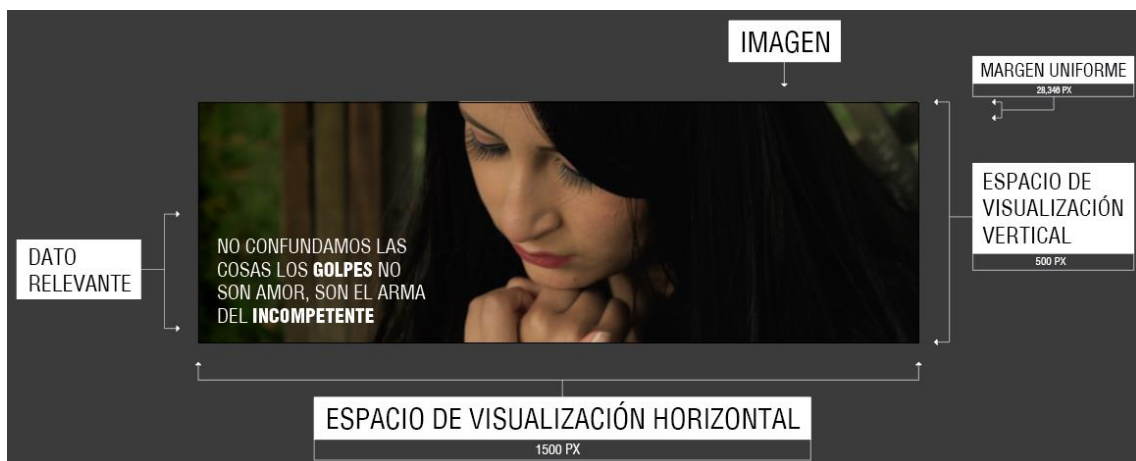 IMAGEN
MARGEN UNIFORME
28,346 PX
ESPACIO DE
VISUALIZACIÓN
VERTICAL
500 PX
DATO
RELEVANTE
NO CONFUNDAMOS LAS
COSAS LOS GOLPES NO
SON AMOR, SON EL ARMA
DEL INCOMPETENTE
ESPACIO DE VISUALIZACIÓN HORIZONTAL
1500 PX